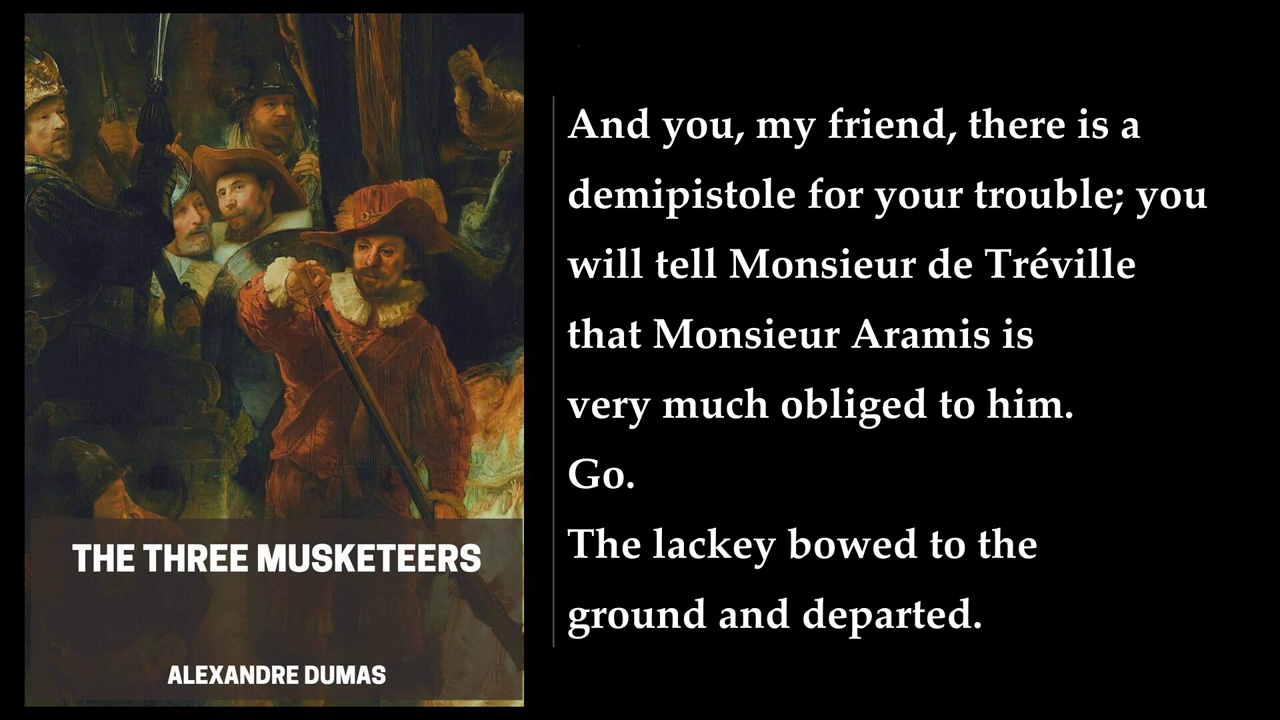 THE THREE MUSKETEERS
ALEXANDRE DUMAS
And you, my friend, there is a
demipistole for your trouble; you
will tell Monsieur de Tréville
that Monsieur Aramis is
very much obliged to him.
Go.
The lackey bowed to the
ground and departed.